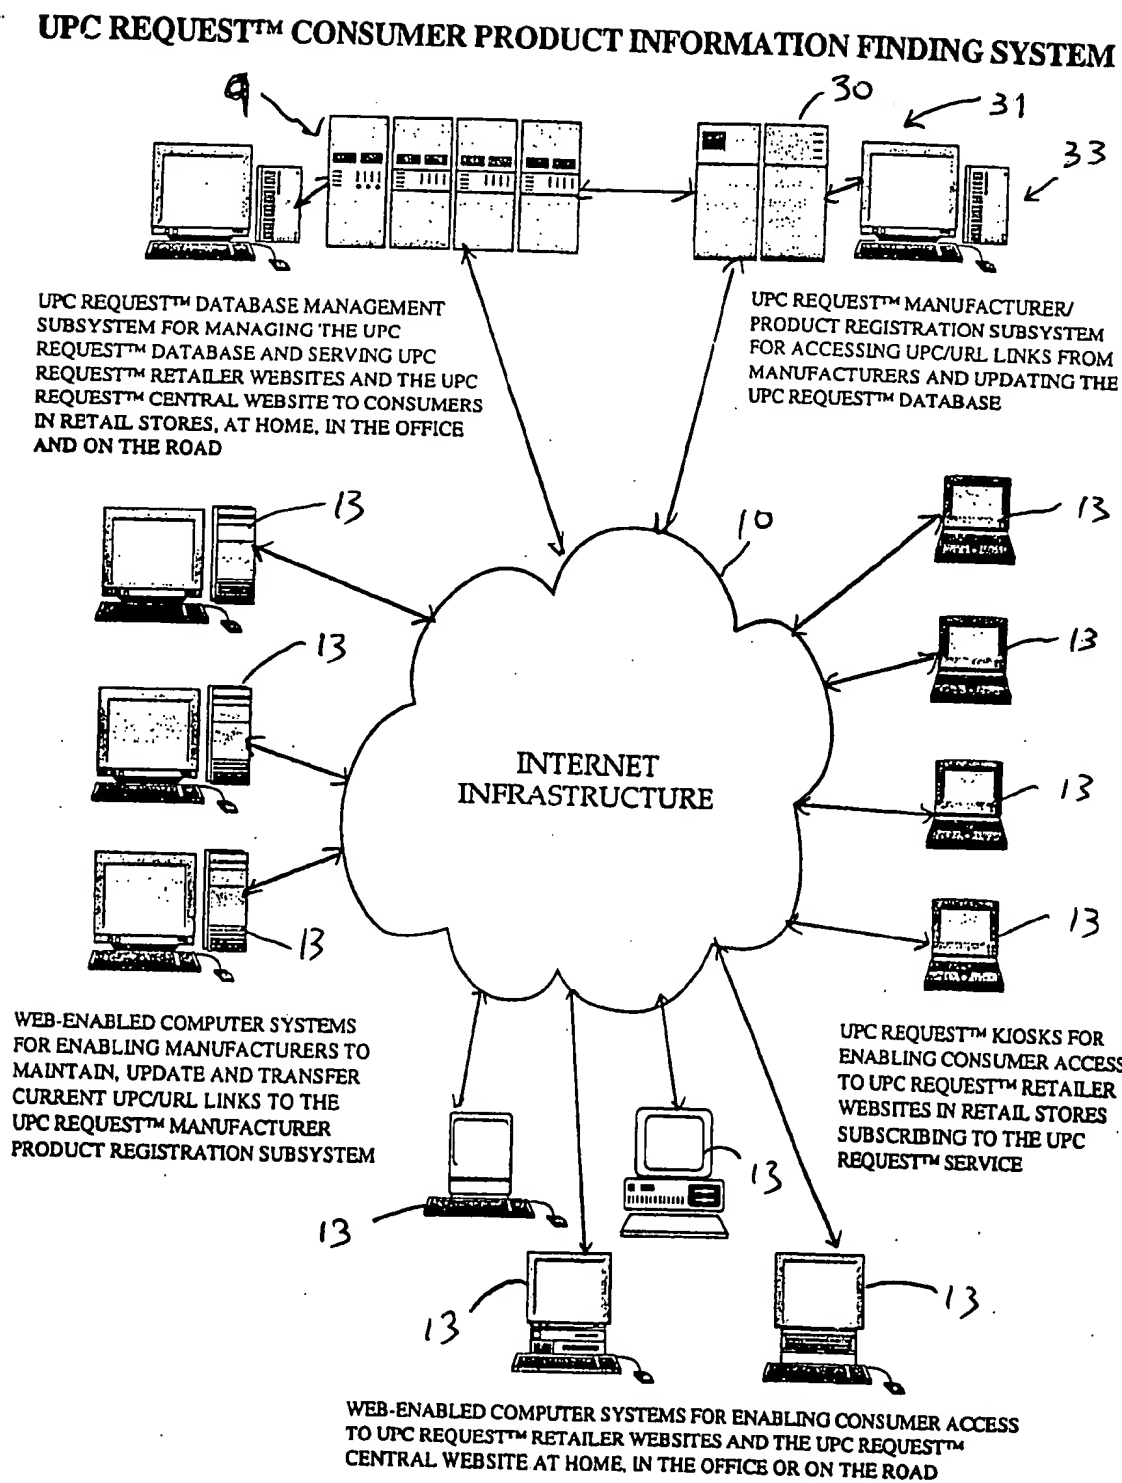 UPC REQUEST™ CONSUMER PRODUCT INFORMATION FINDING SYSTEM
9
30
31
33
UPC REQUEST™ DATABASE MANAGEMENT
SUBSYSTEM FOR MANAGING THE UPC
REQUEST™ DATABASE AND SERVING UPC
REQUEST™ RETAILER WEBSITES AND THE UPC
REQUEST™ CENTRAL WEBSITE TO CONSUMERS
IN RETAIL STORES, AT HOME, IN THE OFFICE
AND ON THE ROAD
UPC REQUEST™ MANUFACTURER/
PRODUCT REGISTRATION SUBSYSTEM
FOR ACCESSING UPC/URL LINKS FROM
MANUFACTURERS AND UPDATING THE
UPC REQUEST™ DATABASE
13
13
13
10
13
13
13
13
INTERNET
INFRASTRUCTURE
WEB-ENABLED COMPUTER SYSTEMS
FOR ENABLING MANUFACTURERS TO
MAINTAIN, UPDATE AND TRANSFER
CURRENT UPC/URL LINKS TO THE
UPC REQUEST™ MANUFACTURER
PRODUCT REGISTRATION SUBSYSTEM
UPC REQUEST™ KIOSKS FOR
ENABLING CONSUMER ACCESS
TO UPC REQUEST™ RETAILER
WEBSITES IN RETAIL STORES
SUBSCRIBING TO THE UPC
REQUEST™ SERVICE
13
13
13
13
WEB-ENABLED COMPUTER SYSTEMS FOR ENABLING CONSUMER ACCESS
TO UPC REQUEST™ RETAILER WEBSITES AND THE UPC REQUEST™
CENTRAL WEBSITE AT HOME, IN THE OFFICE OR ON THE ROAD